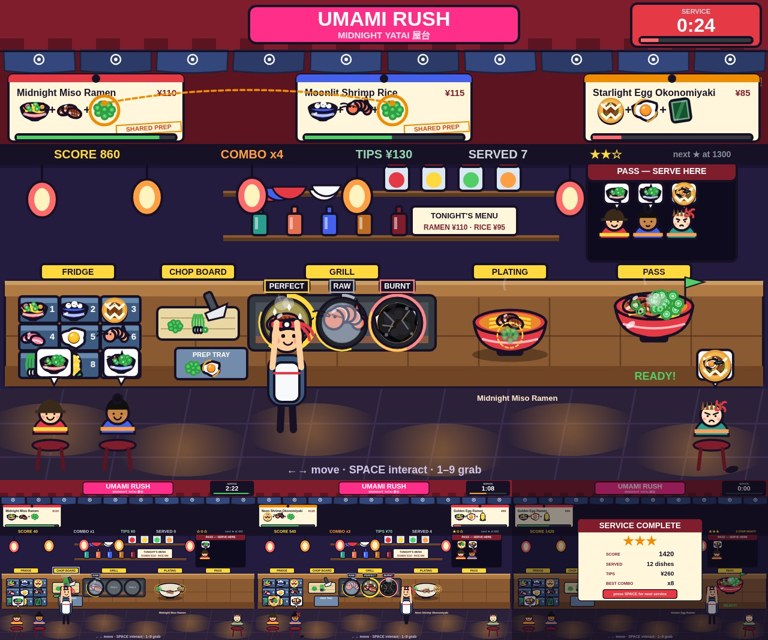 UMAMI RUSH
MIDNIGHT YATAI 屋台
SERVICE
0:24
Midnight Miso Ramen ¥110
SHARED PREP
Moonlit Shrimp Rice ¥115
SHARED PREP
Starlight Egg Okonomiyaki ¥85
SCORE 860
COMBO x4
TIPS ¥130
SERVED 7
★★☆
next ★ at 1300
PASS — SERVE HERE
TONIGHT'S MENU
RAMEN ¥110 · RICE ¥95
FRIDGE
CHOP BOARD
GRILL
PLATING
PASS
PERFECT
RAW
BURNT
1
2
3
4
5
6
8
PREP TRAY
READY!
Midnight Miso Ramen
←→ move · SPACE interact · 1–9 grab
UMAMI RUSH
2:22
UMAMI RUSH
1:08
UMAMI RUSH
0:00
SERVICE COMPLETE
★★★
SCORE 1420
SERVED 12 dishes
TIPS ¥260
BEST COMBO x8
press SPACE for next service